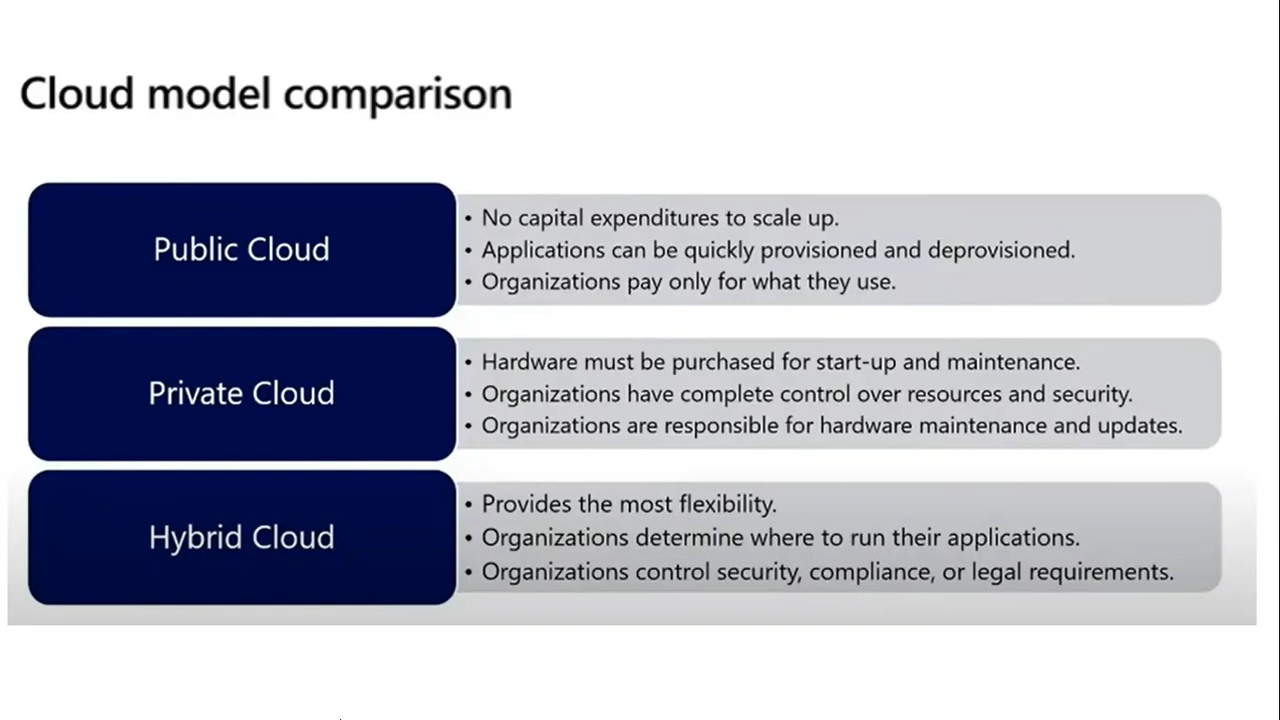 Cloud model comparison
Public Cloud
• No capital expenditures to scale up.
• Applications can be quickly provisioned and deprovisioned.
• Organizations pay only for what they use.
Private Cloud
• Hardware must be purchased for start-up and maintenance.
• Organizations have complete control over resources and security.
• Organizations are responsible for hardware maintenance and updates.
Hybrid Cloud
• Provides the most flexibility.
• Organizations determine where to run their applications.
• Organizations control security, compliance, or legal requirements.